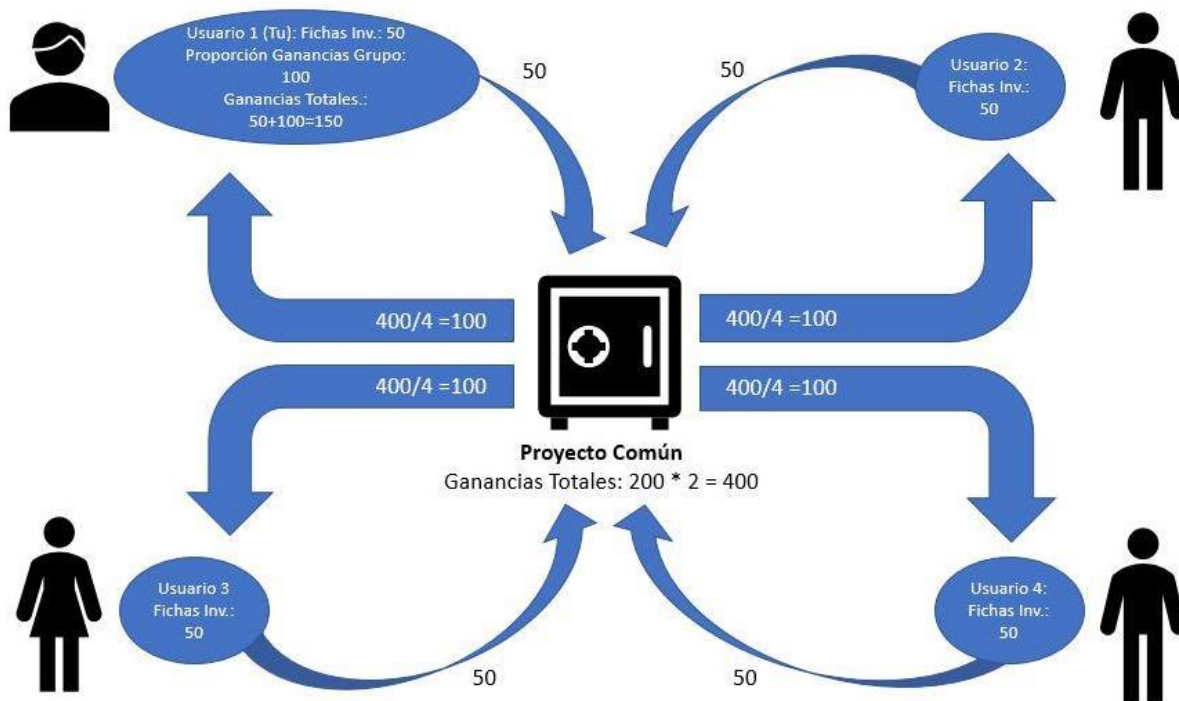 Usuario 1 (Tu): Fichas Inv.: 50
Proporción Ganancias Grupo:
100
Ganancias Totales.:
50+100=150
50
50
Usuario 2:
Fichas Inv.:
50
400/4 =100
400/4 =100
400/4 =100
400/4 =100
Proyecto Común
Ganancias Totales: 200 * 2 = 400
Usuario 3
Fichas Inv.:
50
50
50
Usuario 4:
Fichas Inv.:
50